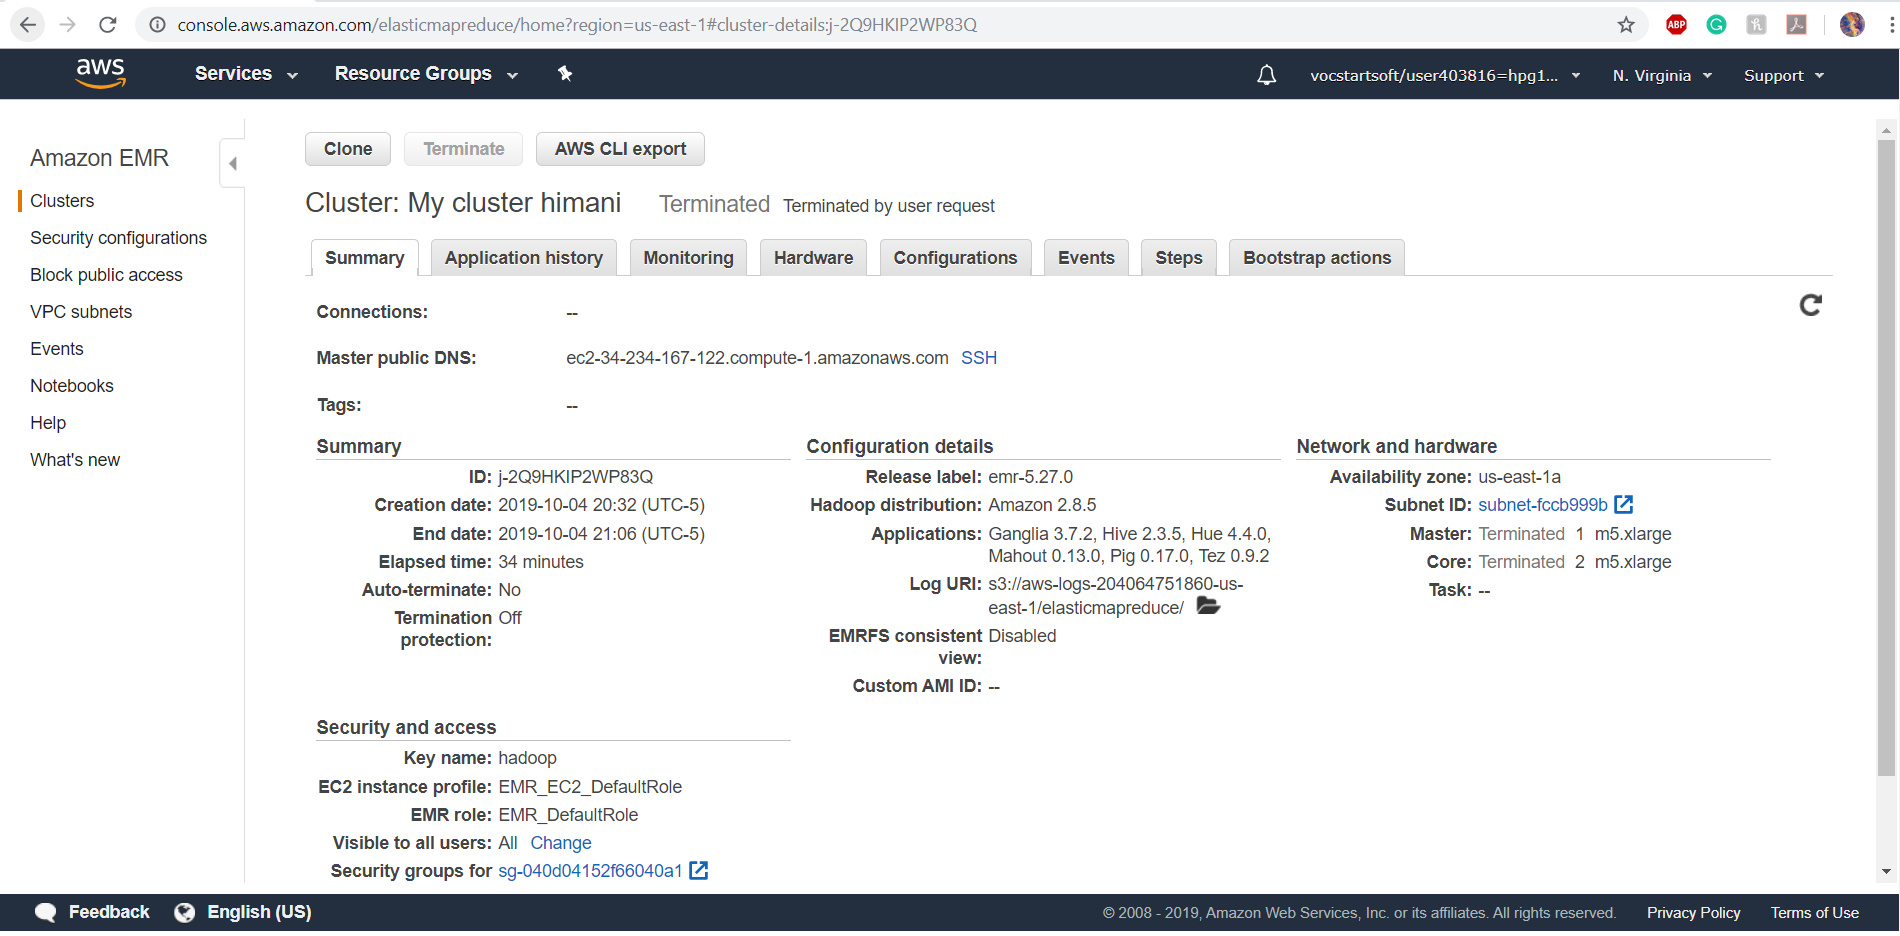 console.aws.amazon.com/elasticmapreduce/home?region=us-east-1#cluster-details:j-2Q9HKIP2WP83Q
ABP
aws Services Resource Groups vocstartsoft/user403816=hpg1... N. Virginia Support
Amazon EMR
Clusters
Security configurations
Block public access
VPC subnets
Events
Notebooks
Help
What's new
Clone Terminate AWS CLI export
Cluster: My cluster himani Terminated Terminated by user request
Summary Application history Monitoring Hardware Configurations Events Steps Bootstrap actions
Connections: --
Master public DNS: ec2-34-234-167-122.compute-1.amazonaws.com SSH
Tags: --
Summary
ID: j-2Q9HKIP2WP83Q
Creation date: 2019-10-04 20:32 (UTC-5)
End date: 2019-10-04 21:06 (UTC-5)
Elapsed time: 34 minutes
Auto-terminate: No
Termination Off
protection:
Configuration details
Release label: emr-5.27.0
Hadoop distribution: Amazon 2.8.5
Applications: Ganglia 3.7.2, Hive 2.3.5, Hue 4.4.0,
Mahout 0.13.0, Pig 0.17.0, Tez 0.9.2
Log URI: s3://aws-logs-204064751860-us-
east-1/elasticmapreduce/
EMRFS consistent Disabled
view:
Custom AMI ID: --
Network and hardware
Availability zone: us-east-1a
Subnet ID: subnet-fccb999b
Master: Terminated 1 m5.xlarge
Core: Terminated 2 m5.xlarge
Task: --
Security and access
Key name: hadoop
EC2 instance profile: EMR_EC2_DefaultRole
EMR role: EMR_DefaultRole
Visible to all users: All Change
Security groups for sg-040d04152f66040a1
Feedback English (US) © 2008 - 2019, Amazon Web Services, Inc. or its affiliates. All rights reserved. Privacy Policy Terms of Use